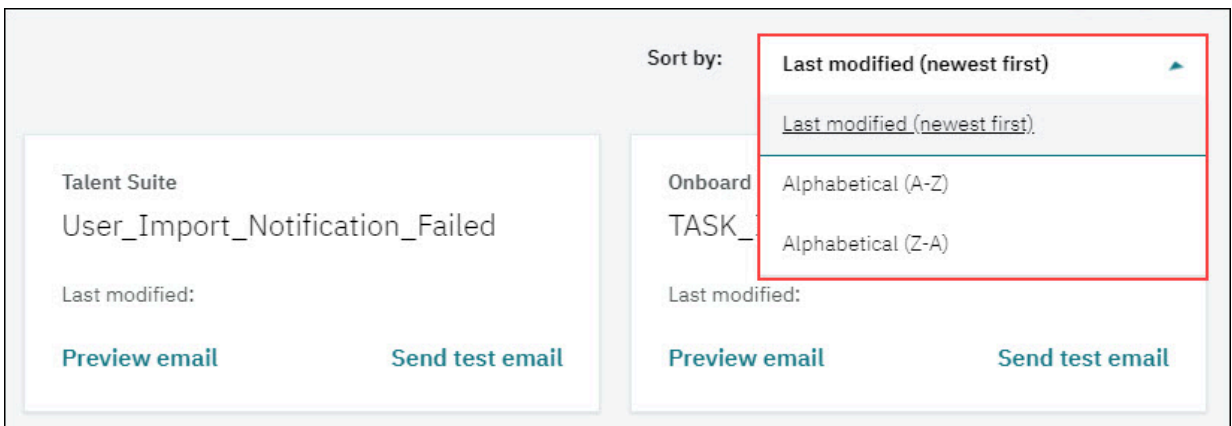 Sort by:
Last modified (newest first)
Last modified (newest first)
Alphabetical (A-Z)
Alphabetical (Z-A)
Talent Suite
User_Import_Notification_Failed
Last modified:
Preview email
Send test email
Onboard
TASK_
Last modified:
Preview email
Send test email